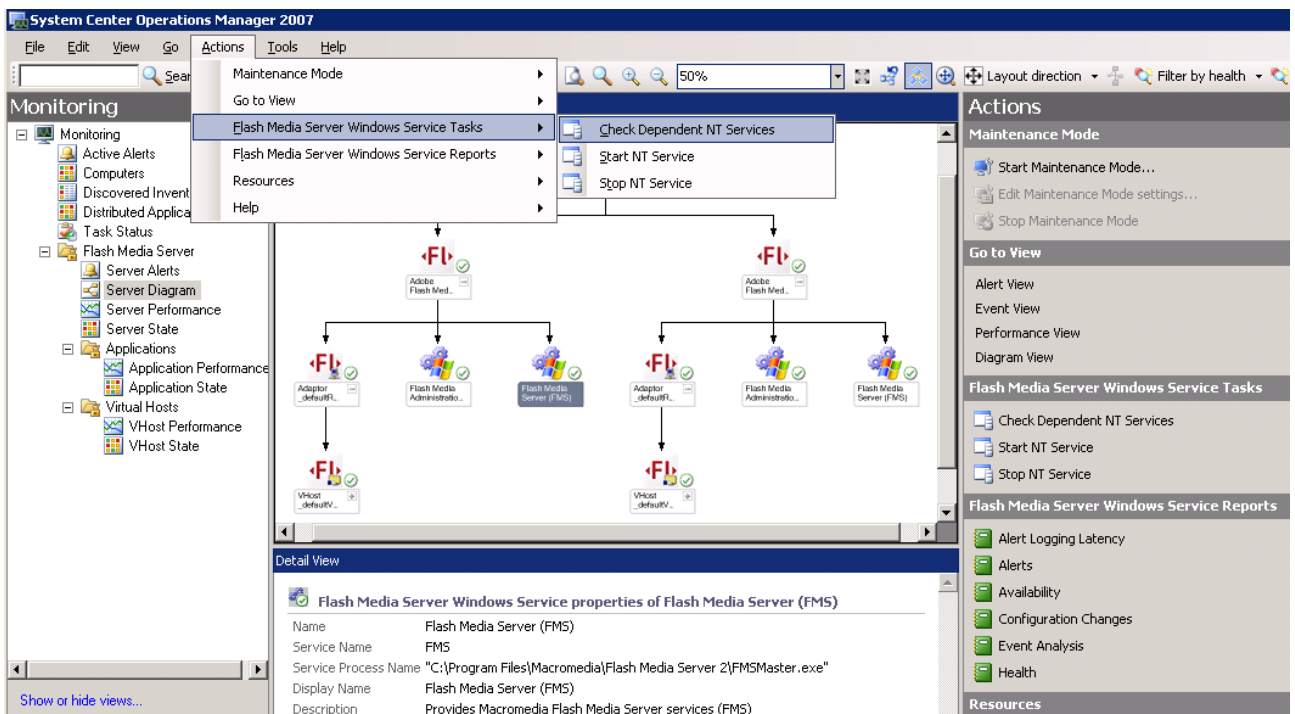 System Center Operations Manager 2007
File Edit View Go Actions Tools Help
Sear
50%
Layout direction
Filter by health
Maintenance Mode
Go to View
Flash Media Server Windows Service Tasks
Flash Media Server Windows Service Reports
Resources
Help
Check Dependent NT Services
Start NT Service
Stop NT Service
Monitoring
Monitoring
Active Alerts
Computers
Discovered Invent
Distributed Applica
Task Status
Flash Media Server
Server Alerts
Server Diagram
Server Performance
Server State
Applications
Application Performance
Application State
Virtual Hosts
VHost Performance
VHost State
Show or hide views...
Adobe
Flash Med..
Adobe
Flash Med..
Adaptor
_defaultR...
Flash Media
Administratio...
Flash Media
Server (FMS)
Adaptor
_defaultR...
Flash Media
Administratio...
Flash Media
Server (FMS)
VHost
_defaultV...
VHost
_defaultV...
Detail View
Flash Media Server Windows Service properties of Flash Media Server (FMS)
Name Flash Media Server (FMS)
Service Name FMS
Service Process Name "C:\Program Files\Macromedia\Flash Media Server 2\FMSMaster.exe"
Display Name Flash Media Server (FMS)
Description Provides Macromedia Flash Media Server services (FMS)
Actions
Maintenance Mode
Start Maintenance Mode...
Edit Maintenance Mode settings...
Stop Maintenance Mode
Go to View
Alert View
Event View
Performance View
Diagram View
Flash Media Server Windows Service Tasks
Check Dependent NT Services
Start NT Service
Stop NT Service
Flash Media Server Windows Service Reports
Alert Logging Latency
Alerts
Availability
Configuration Changes
Event Analysis
Health
Resources